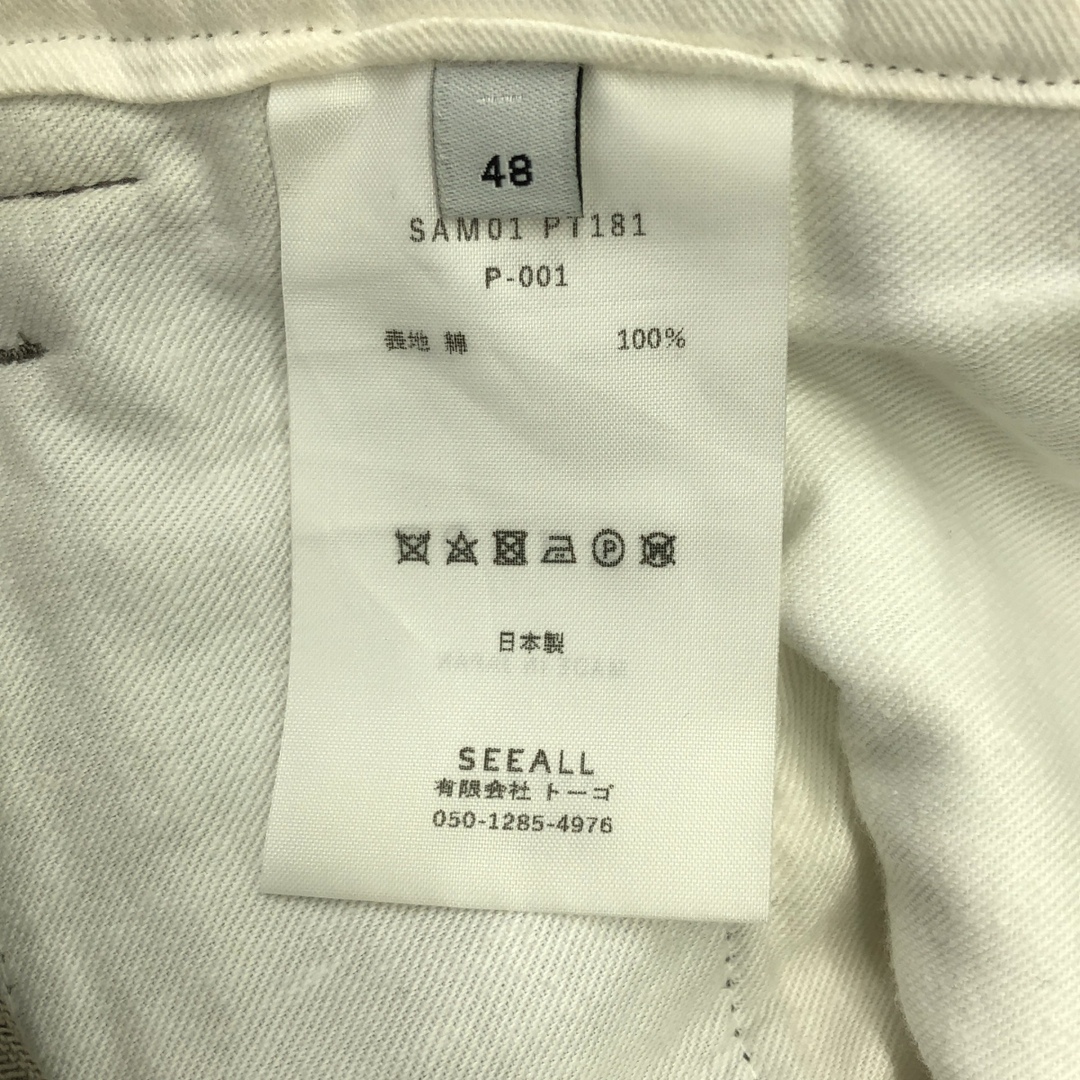 48
SAM01 PT181
P-001
表地 綿 100%
日本製
SEEALL
有限会社 トーゴ
050-1285-4976